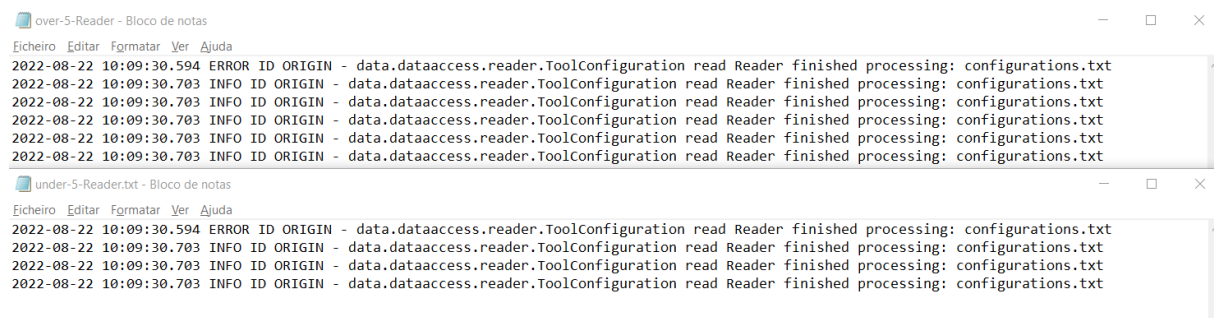 over-5-Reader - Bloco de notas
Ficheiro Editar Formatar Ver Ajuda
2022-08-22 10:09:30.594 ERROR ID ORIGIN - data.dataaccess.reader.ToolConfiguration read Reader finished processing: configurations.txt
2022-08-22 10:09:30.703 INFO ID ORIGIN - data.dataaccess.reader.ToolConfiguration read Reader finished processing: configurations.txt
2022-08-22 10:09:30.703 INFO ID ORIGIN - data.dataaccess.reader.ToolConfiguration read Reader finished processing: configurations.txt
2022-08-22 10:09:30.703 INFO ID ORIGIN - data.dataaccess.reader.ToolConfiguration read Reader finished processing: configurations.txt
2022-08-22 10:09:30.703 INFO ID ORIGIN - data.dataaccess.reader.ToolConfiguration read Reader finished processing: configurations.txt
2022-08-22 10:09:30.703 INFO ID ORIGIN - data.dataaccess.reader.ToolConfiguration read Reader finished processing: configurations.txt
under-5-Reader.txt - Bloco de notas
Ficheiro Editar Formatar Ver Ajuda
2022-08-22 10:09:30.594 ERROR ID ORIGIN - data.dataaccess.reader.ToolConfiguration read Reader finished processing: configurations.txt
2022-08-22 10:09:30.703 INFO ID ORIGIN - data.dataaccess.reader.ToolConfiguration read Reader finished processing: configurations.txt
2022-08-22 10:09:30.703 INFO ID ORIGIN - data.dataaccess.reader.ToolConfiguration read Reader finished processing: configurations.txt
2022-08-22 10:09:30.703 INFO ID ORIGIN - data.dataaccess.reader.ToolConfiguration read Reader finished processing: configurations.txt